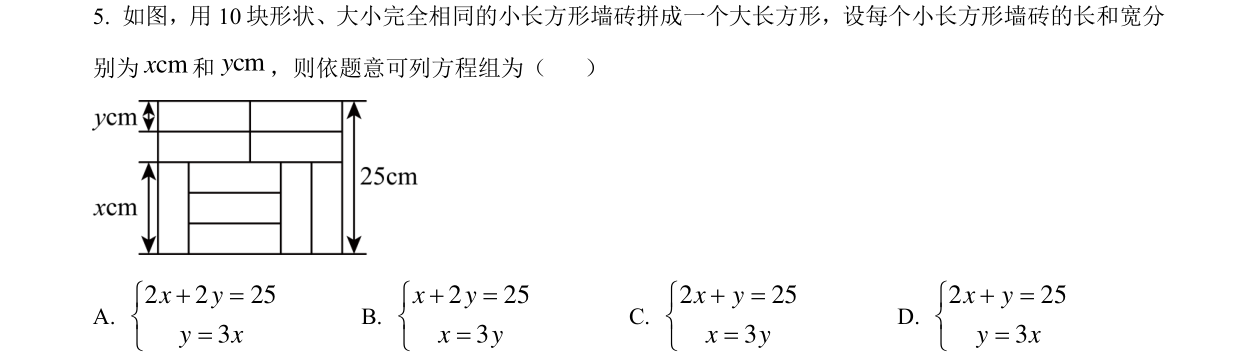 5. 如图，用 10 块形状、大小完全相同的小长方形墙砖拼成一个大长方形，设每个小长方形墙砖的长和宽分
别为 xcm 和 ycm，则依题意可列方程组为（　　）
ycm
25cm
xcm
A. {2x+2y=25 y=3x B. {x+2y=25 x=3y C. {2x+y=25 x=3y D. {2x+y=25 y=3x